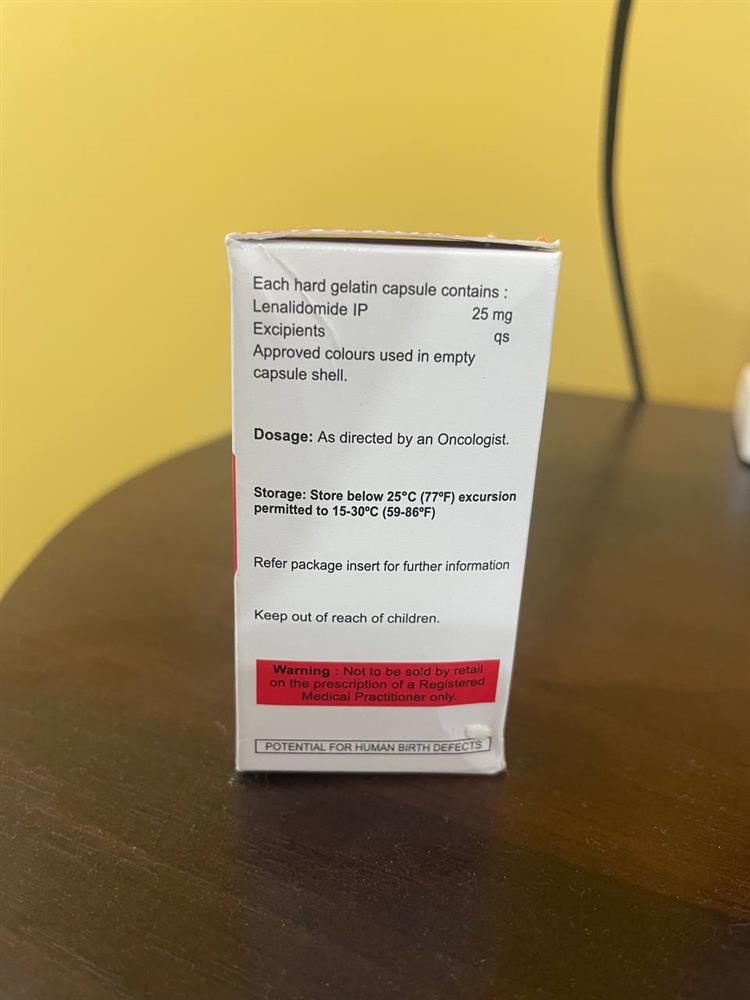 Each hard gelatin capsule contains :
Lenalidomide IP 25 mg
Excipients qs
Approved colours used in empty
capsule shell.
Dosage: As directed by an Oncologist.
Storage: Store below 25°C (77ºF) excursion
permitted to 15-30ºC (59-86ºF)
Refer package insert for further information
Keep out of reach of children.
Warning : Not to be sold by retail
on the prescription of a Registered
Medical Practitioner only.
POTENTIAL FOR HUMAN BIRTH DEFECTS